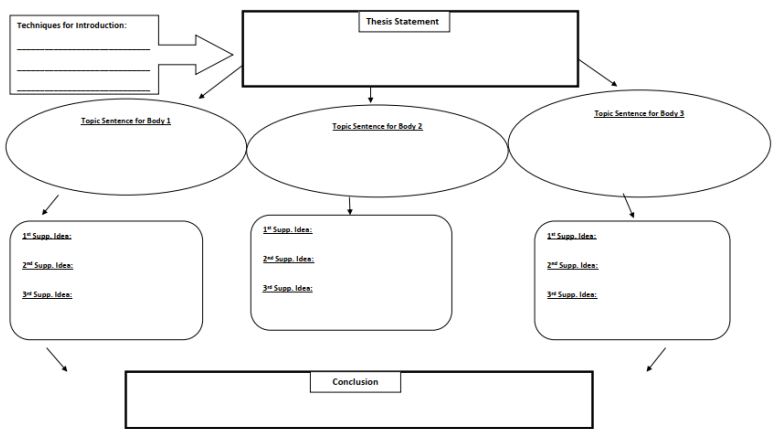 Techniques for Introduction:
Thesis Statement
Topic Sentence for Body 1
Topic Sentence for Body 2
Topic Sentence for Body 3
1st Supp. Idea:
2nd Supp. Idea:
3rd Supp. Idea:
1st Supp. Idea:
2nd Supp. Idea:
3rd Supp. Idea:
1st Supp. Idea:
2nd Supp. Idea:
3rd Supp. Idea:
Conclusion